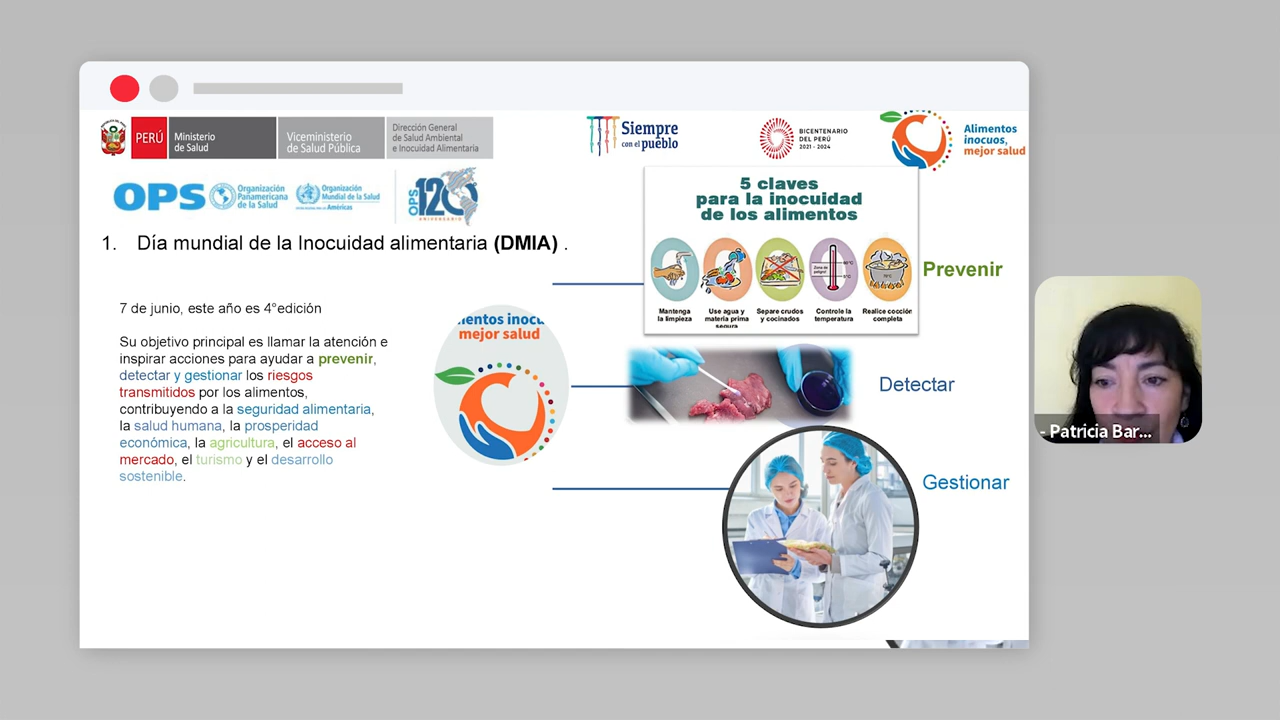 PERÚ
Ministerio
de Salud
Viceministerio
de Salud Pública
Dirección General
de Salud Ambiental
e Inocuidad Alimentaria
Siempre
con el pueblo
BICENTENARIO
DEL PERÚ
2021 - 2024
Alimentos
inocuos,
mejor salud
OPS
Organización
Panamericana
de la Salud
Organización
Mundial de la Salud
Américas
OPS
120
ANIVERSARIO
1. Día mundial de la Inocuidad alimentaria (DMIA) .
7 de junio, este año es 4°edición
Su objetivo principal es llamar la atención e
inspirar acciones para ayudar a prevenir,
detectar y gestionar los riesgos
transmitidos por los alimentos,
contribuyendo a la seguridad alimentaria,
la salud humana, la prosperidad
económica, la agricultura, el acceso al
mercado, el turismo y el desarrollo
sostenible.
mentos inocu
mejor salud
5 claves
para la inocuidad
de los alimentos
Mantenga
la limpieza
Use agua y
materia prima
segura
Separe crudos
y cocinados
Controle la
temperatura
Realice cocción
completa
Prevenir
Detectar
Gestionar
- Patricia Bar...